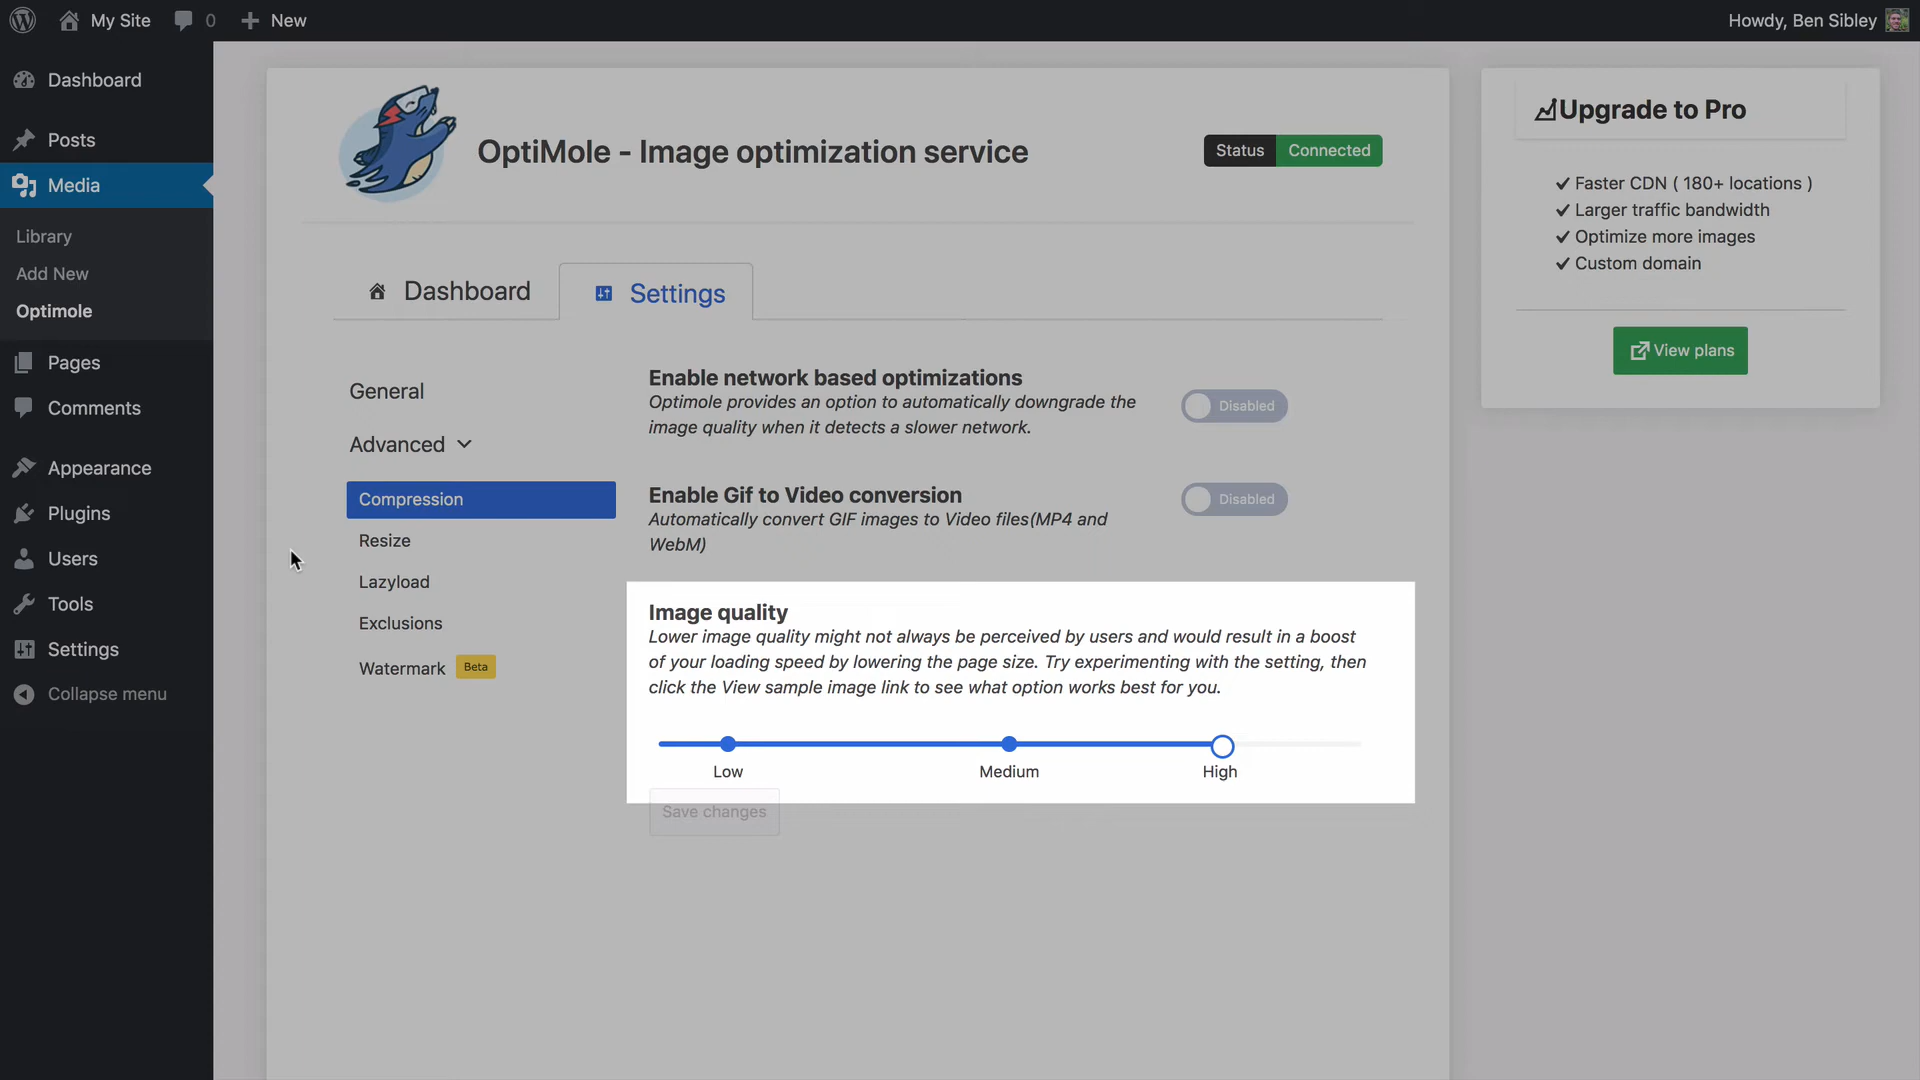 My Site
0
New
Howdy, Ben Sibley
Dashboard
Posts
Media
Library
Add New
Optimole
Pages
Comments
Appearance
Plugins
Users
Tools
Settings
Collapse menu
OptiMole - Image optimization service
Status Connected
Dashboard
Settings
General
Advanced
Compression
Resize
Lazyload
Exclusions
Watermark Beta
Enable network based optimizations
Optimole provides an option to automatically downgrade the
image quality when it detects a slower network.
Disabled
Enable Gif to Video conversion
Automatically convert GIF images to Video files(MP4 and
WebM)
Disabled
Image quality
Lower image quality might not always be perceived by users and would result in a boost
of your loading speed by lowering the page size. Try experimenting with the setting, then
click the View sample image link to see what option works best for you.
Low
Medium
High
Save changes
Upgrade to Pro
✔ Faster CDN ( 180+ locations )
✔ Larger traffic bandwidth
✔ Optimize more images
✔ Custom domain
View plans